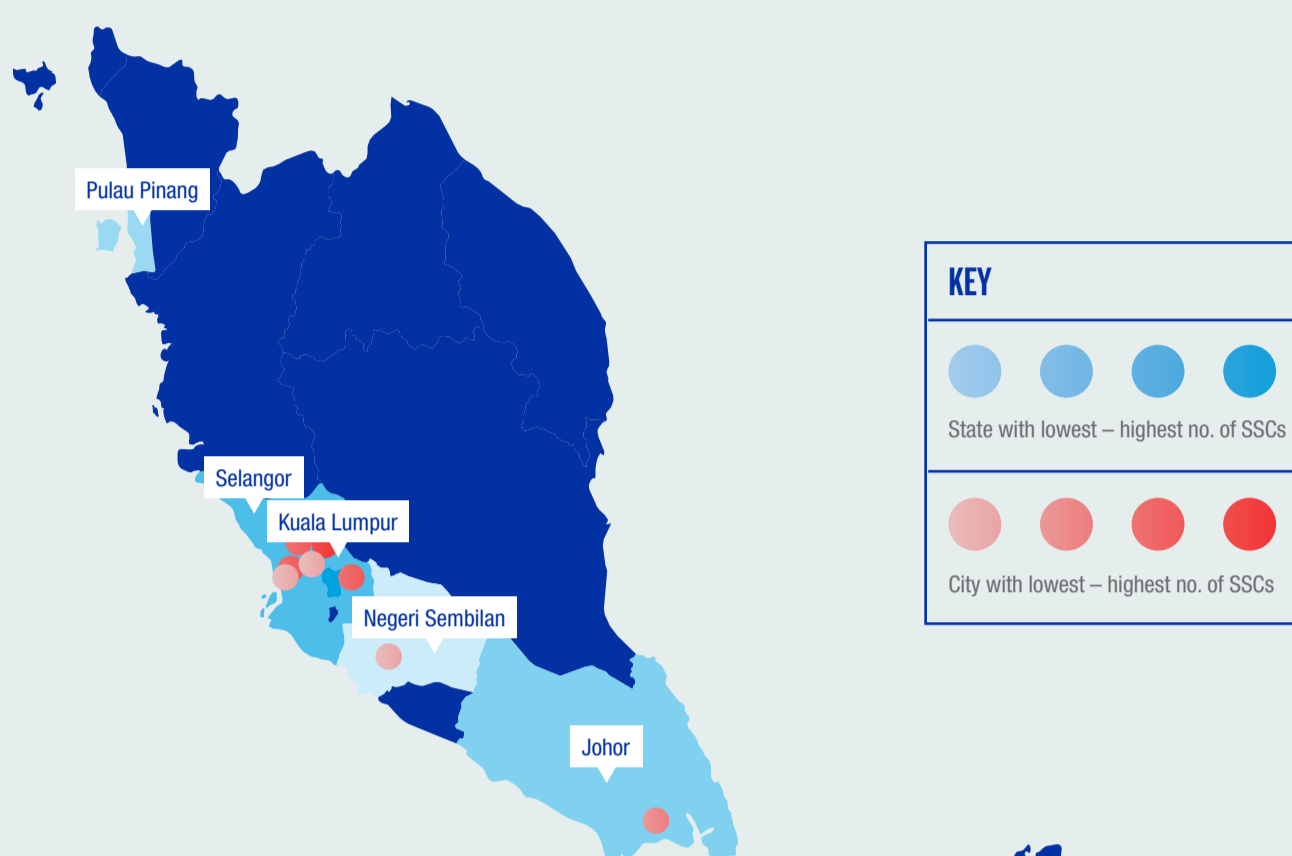 Pulau Pinang
KEY
State with lowest – highest no. of SSCs
Selangor
Kuala Lumpur
City with lowest – highest no. of SSCs
Negeri Sembilan
Johor